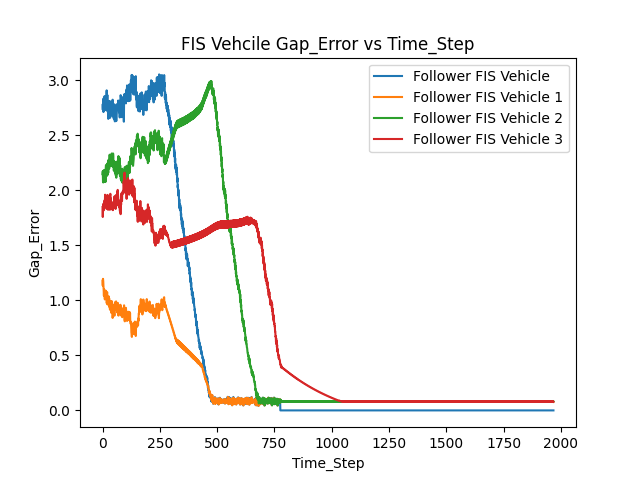 FIS Vehcile Gap_Error vs Time_Step
Follower FIS Vehicle
Follower FIS Vehicle 1
Follower FIS Vehicle 2
Follower FIS Vehicle 3
Gap_Error
3.0
2.5
2.0
1.5
1.0
0.5
0.0
0 250 500 750 1000 1250 1500 1750 2000
Time_Step